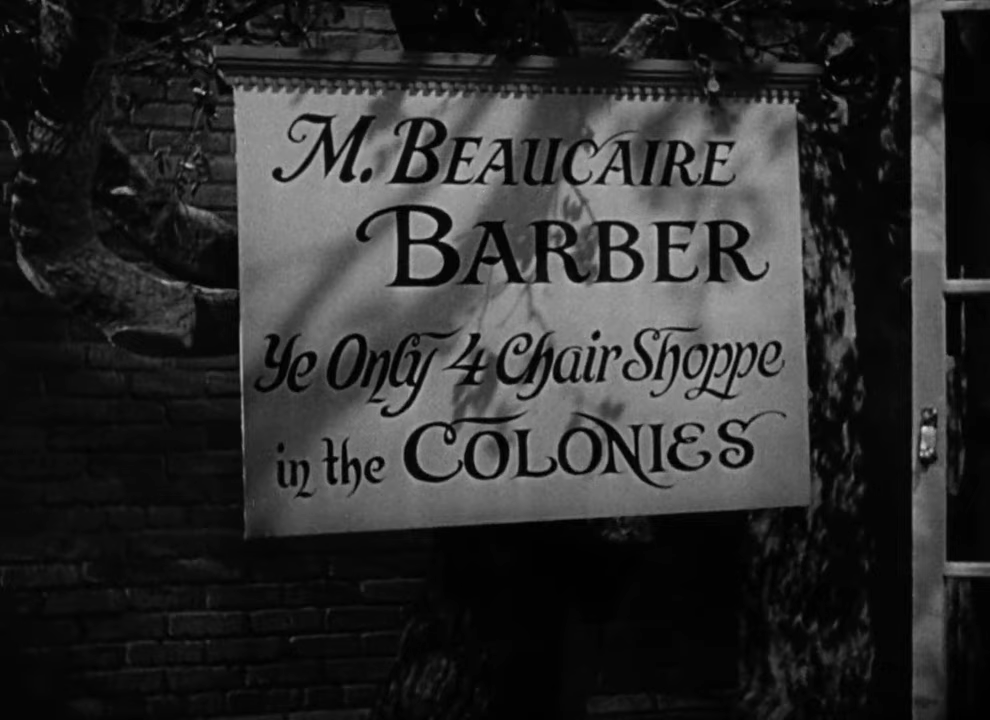 M. BEAUCAIRE
BARBER
Ye Only 4 Chair Shoppe
in the COLONIES